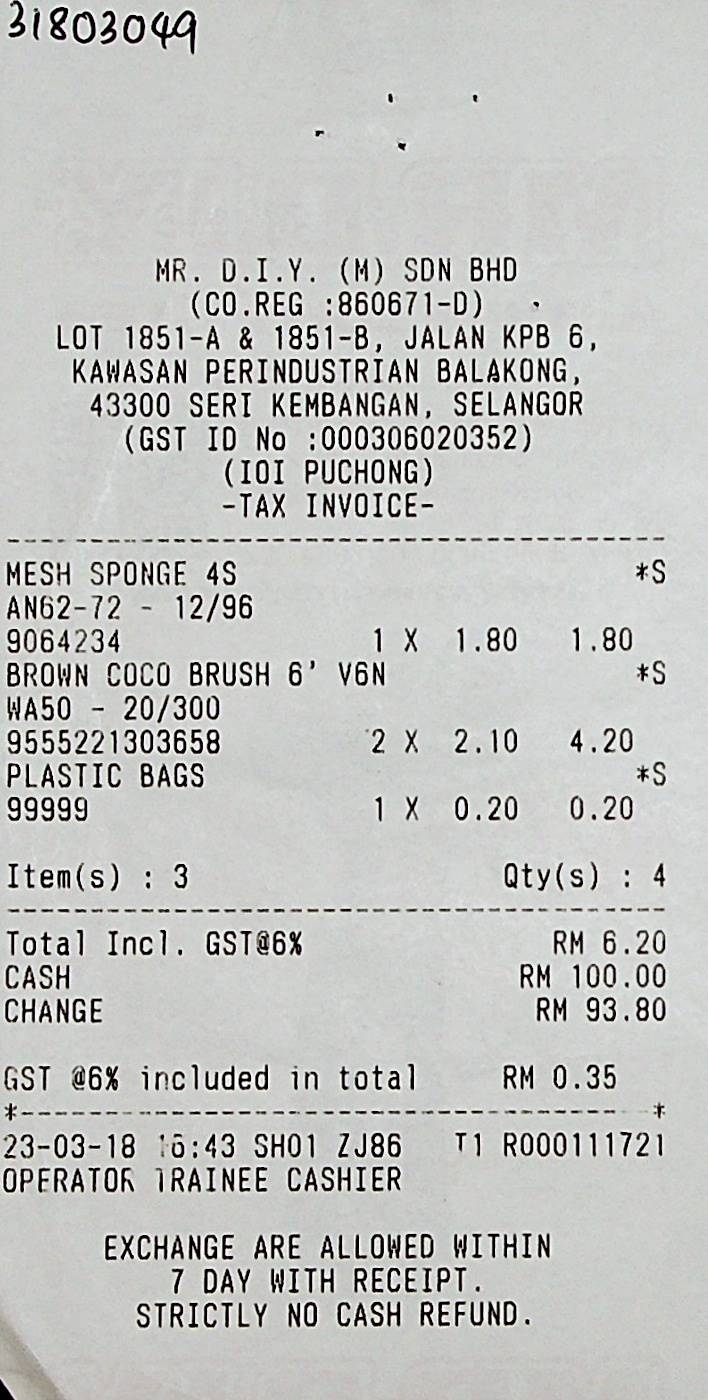 31803049
MR. D.I.Y. (M) SDN BHD
(CO.REG :860671-D)
LOT 1851-A & 1851-B, JALAN KPB 6,
KAWASAN PERINDUSTRIAN BALAKONG,
43300 SERI KEMBANGAN, SELANGOR
(GST ID No :000306020352)
(IOI PUCHONG)
-TAX INVOICE-
MESH SPONGE 4S *S
AN62-72 - 12/96
9064234 1 X 1.80 1.80
BROWN COCO BRUSH 6' V6N *S
WA50 - 20/300
9555221303658 2 X 2.10 4.20
PLASTIC BAGS *S
99999 1 X 0.20 0.20
Item(s) : 3 Qty(s) : 4
Total Incl. GST@6% RM 6.20
CASH RM 100.00
CHANGE RM 93.80
GST @6% included in total RM 0.35
23-03-18 SH01 ZJ86 T1 R000111721
OPERATOR TRAINEE CASHIER
EXCHANGE ARE ALLOWED WITHIN
7 DAY WITH RECEIPT.
STRICTLY NO CASH REFUND.